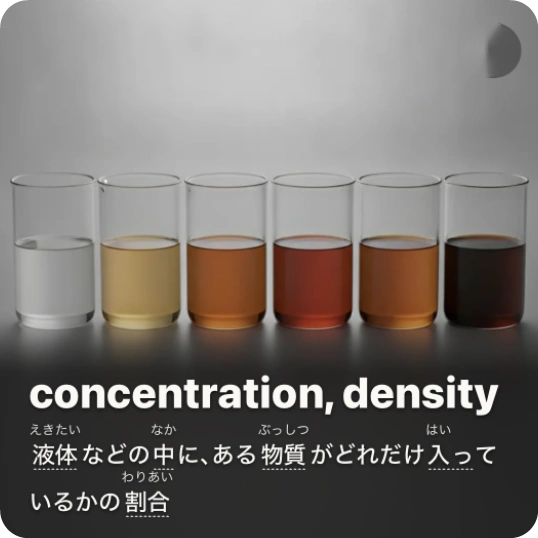 concentration, density
えきたい なか ぶっしつ はい
液体などの中に、ある物質がどれだけ入って
わりあい
いるかの割合